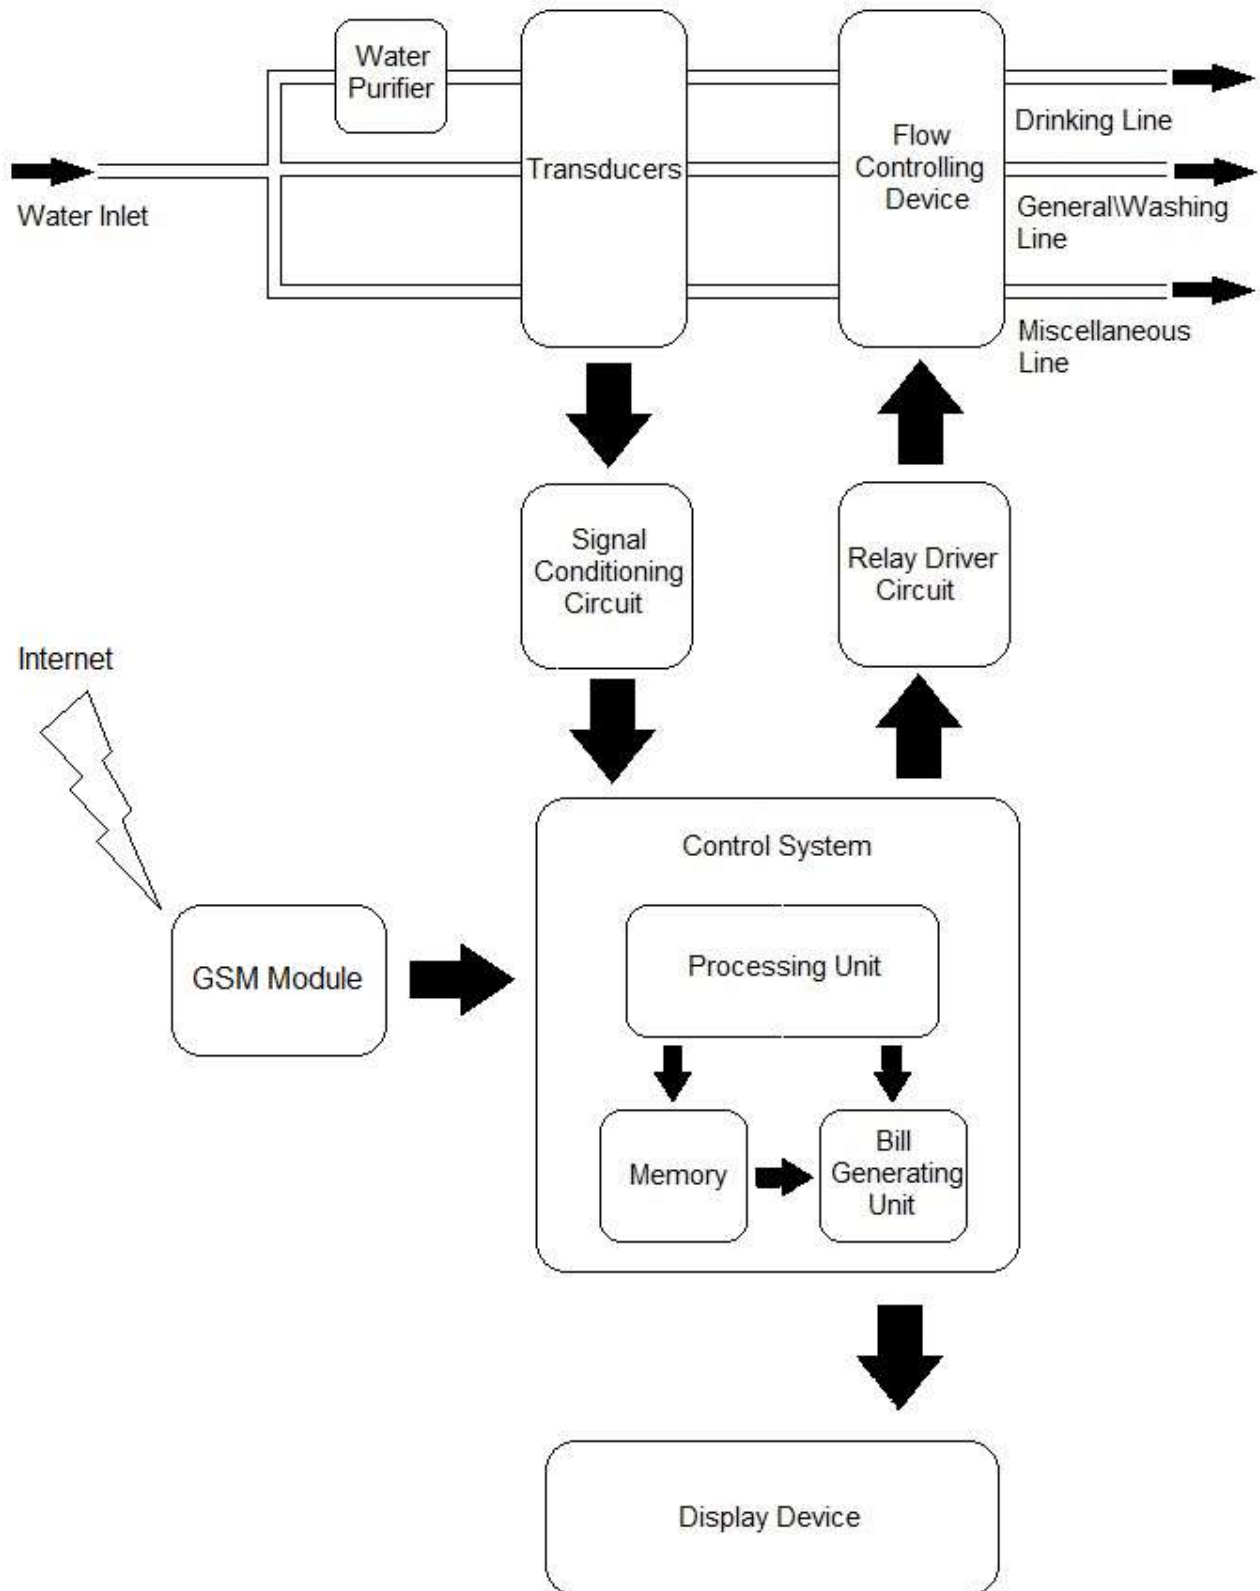 Water
Purifier
Transducers
Flow
Controlling
Device
Drinking Line
Water Inlet
General\Washing
Line
Miscellaneous
Line
Signal
Conditioning
Circuit
Relay Driver
Circuit
Internet
Control System
GSM Module
Processing Unit
Memory
Bill
Generating
Unit
Display Device